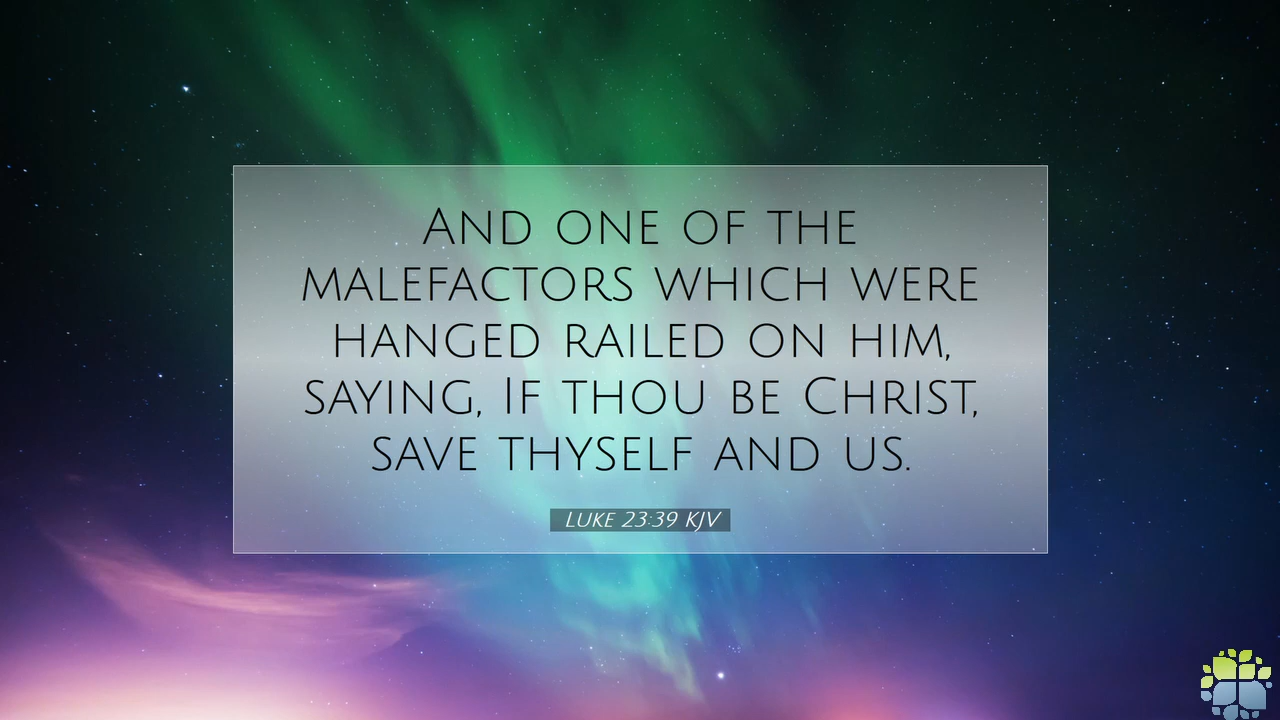 And one of the
malefactors which were
hanged railed on him,
saying, If thou be Christ,
save thyself and us.
Luke 23:39 KJV